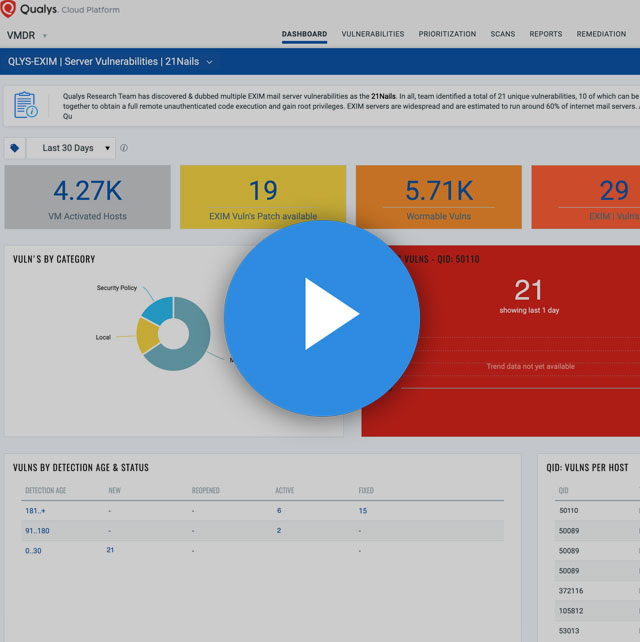 Qualys. Cloud Platform
VMDR
DASHBOARD VULNERABILITIES PRIORITIZATION SCANS REPORTS REMEDIATION
QLYS-EXIM | Server Vulnerabilities | 21Nails
Qualys Research Team has discovered & dubbed multiple EXIM mail server vulnerabilities as the 21Nails. In all, team identified a total of 21 unique vulnerabilities, 10 of which can be
together to obtain a full remote unauthenticated code execution and gain root privileges. EXIM servers are widespread and are estimated to run around 60% of internet mail servers.
Qu
Last 30 Days
4.27K
VM Activated Hosts
19
EXIM Vuln's Patch available
5.71K
Wormable Vulns
29
EXIM | Vuln's
VULN'S BY CATEGORY
Security Policy
Local
VULNS - QID: 50110
21
showing last 1 day
Trend data not yet available
VULNS BY DETECTION AGE & STATUS
DETECTION AGE NEW REOPENED ACTIVE FIXED
181..+ - - 6 15
91..180 - - 2 -
0..30 21 - - -
QID: VULNS PER HOST
QID
50110
50089
50089
50089
372116
105812
53013